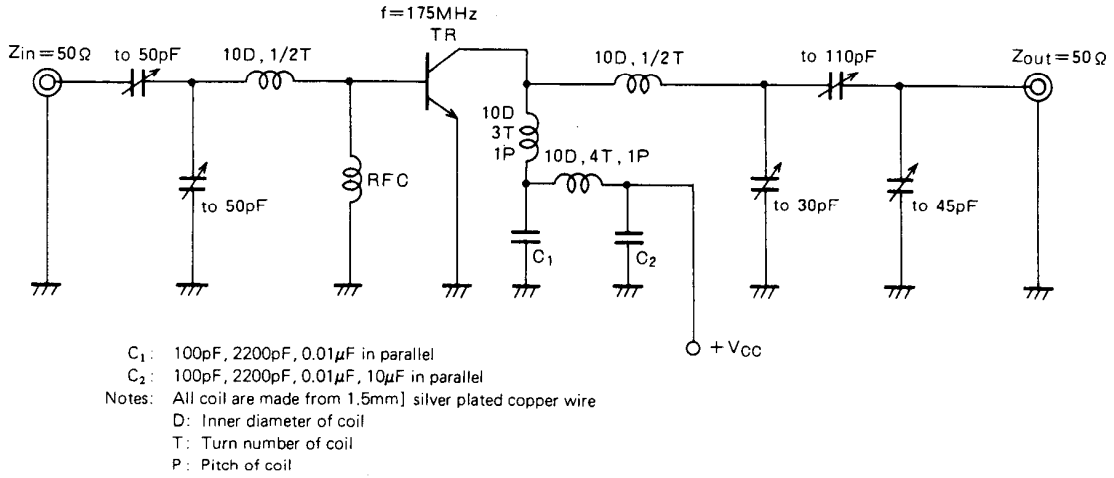 f=175MHz
TR
Zin=50Ω
to 50pF
10D, 1/2T
10D, 1/2T
to 110pF
Zout=50Ω
10D
3T
1P
10D, 4T, 1P
to 50pF
RFC
to 30pF
to 45pF
C1
C2
+VCC
C1: 100pF, 2200pF, 0.01μF in parallel
C2: 100pF, 2200pF, 0.01μF, 10μF in parallel
Notes: All coil are made from 1.5mm] silver plated copper wire
D: Inner diameter of coil
T: Turn number of coil
P: Pitch of coil